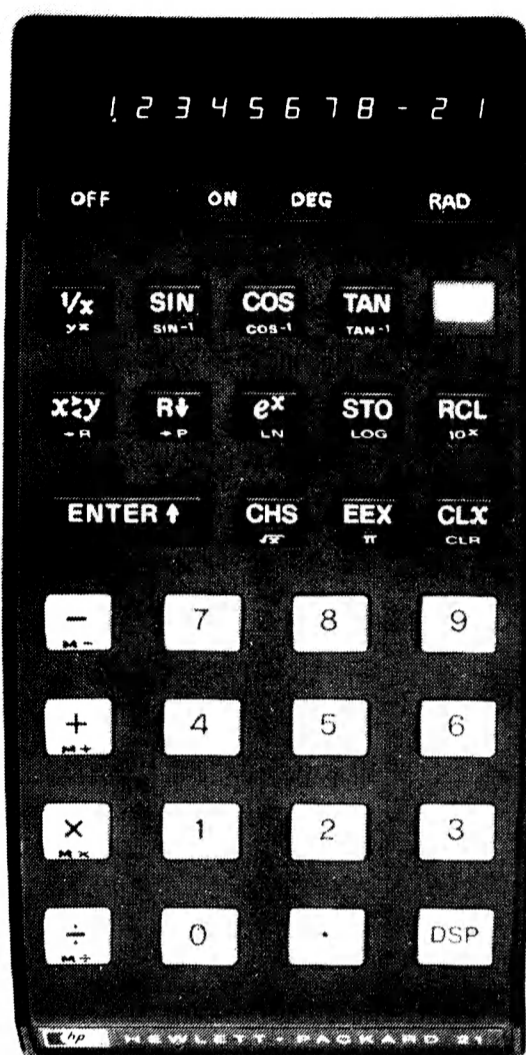 1.2345678-21
OFF ON DEG RAD
1/x SIN COS TAN
yˣ SIN⁻¹ COS⁻¹ TAN⁻¹
x≷y R↓ eˣ STO RCL
→R →P LN LOG 10ˣ
ENTER↑ CHS EEX CLX
√x π CLR
− 7 8 9
M−
+ 4 5 6
M+
× 1 2 3
M×
÷ 0 · DSP
M÷
hp HEWLETT·PACKARD 21